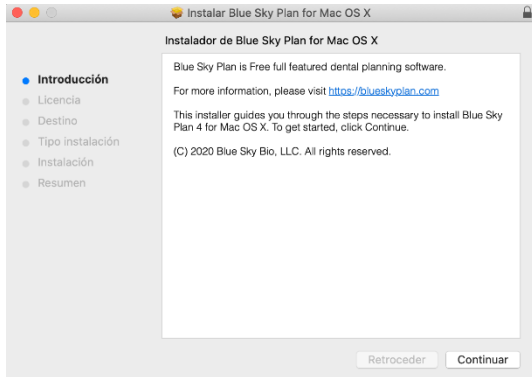 Instalar Blue Sky Plan for Mac OS X
Instalador de Blue Sky Plan for Mac OS X
Introducción
Licencia
Destino
Tipo instalación
Instalación
Resumen
Blue Sky Plan is Free full featured dental planning software.
For more information, please visit https://blueskyplan.com
This installer guides you through the steps necessary to install Blue Sky
Plan 4 for Mac OS X. To get started, click Continue.
(C) 2020 Blue Sky Bio, LLC. All rights reserved.
Retroceder
Continuar